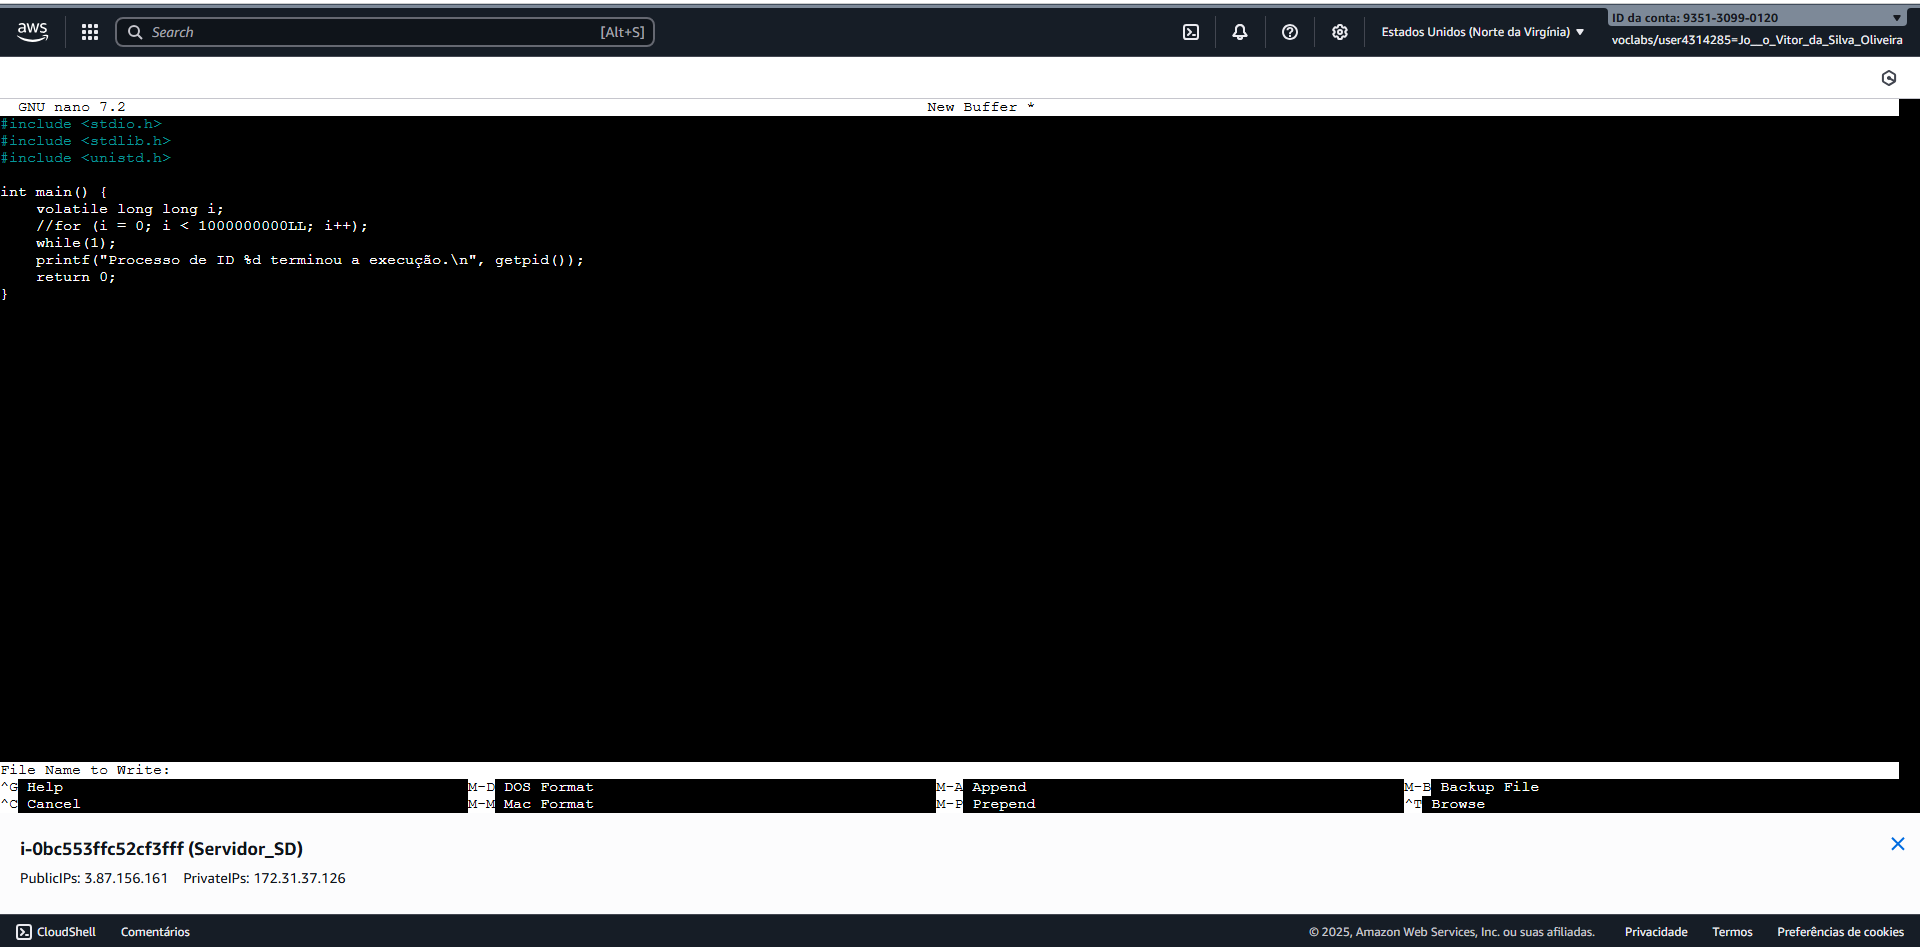 aws
Search [Alt+S]
Estados Unidos (Norte da Virgínia)
ID da conta: 9351-3099-0120
voclabs/user4314285=Jo__o_Vitor_da_Silva_Oliveira
GNU nano 7.2 New Buffer *
#include <stdio.h>
#include <stdlib.h>
#include <unistd.h>
int main() {
    volatile long long i;
    //for (i = 0; i < 1000000000LL; i++);
    while(1);
    printf("Processo de ID %d terminou a execução.\n", getpid());
    return 0;
}
File Name to Write:
^G Help M-D DOS Format M-A Append M-B Backup File
^C Cancel M-M Mac Format M-P Prepend ^T Browse
i-0bc553ffc52cf3fff (Servidor_SD)
PublicIPs: 3.87.156.161 PrivateIPs: 172.31.37.126
CloudShell Comentários © 2025, Amazon Web Services, Inc. ou suas afiliadas. Privacidade Termos Preferências de cookies